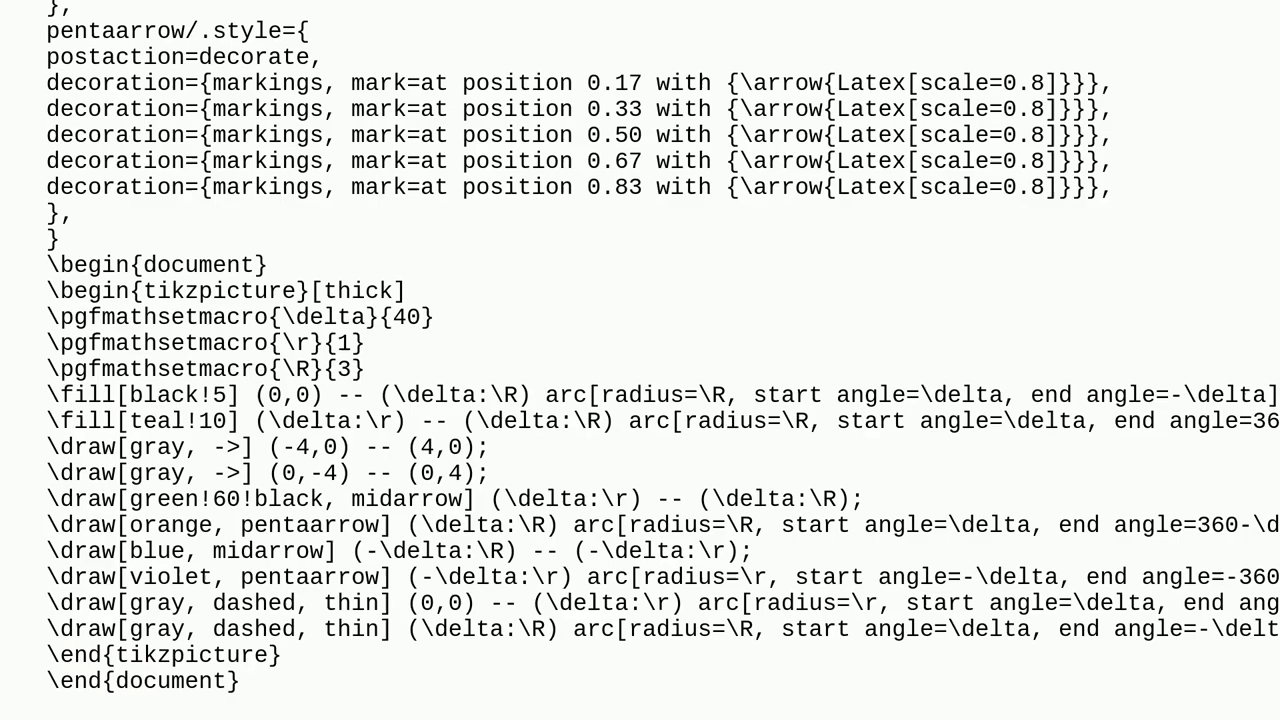 },
pentaarrow/.style={
postaction=decorate,
decoration={markings, mark=at position 0.17 with {\arrow{Latex[scale=0.8]}}},
decoration={markings, mark=at position 0.33 with {\arrow{Latex[scale=0.8]}}},
decoration={markings, mark=at position 0.50 with {\arrow{Latex[scale=0.8]}}},
decoration={markings, mark=at position 0.67 with {\arrow{Latex[scale=0.8]}}},
decoration={markings, mark=at position 0.83 with {\arrow{Latex[scale=0.8]}}},
},
}
\begin{document}
\begin{tikzpicture}[thick]
\pgfmathsetmacro{\delta}{40}
\pgfmathsetmacro{\r}{1}
\pgfmathsetmacro{\R}{3}
\fill[black!5] (0,0) -- (\delta:\R) arc[radius=\R, start angle=\delta, end angle=-\delta]
\fill[teal!10] (\delta:\r) -- (\delta:\R) arc[radius=\R, start angle=\delta, end angle=36
\draw[gray, ->] (-4,0) -- (4,0);
\draw[gray, ->] (0,-4) -- (0,4);
\draw[green!60!black, midarrow] (\delta:\r) -- (\delta:\R);
\draw[orange, pentaarrow] (\delta:\R) arc[radius=\R, start angle=\delta, end angle=360-\d
\draw[blue, midarrow] (-\delta:\R) -- (-\delta:\r);
\draw[violet, pentaarrow] (-\delta:\r) arc[radius=\r, start angle=-\delta, end angle=-360
\draw[gray, dashed, thin] (0,0) -- (\delta:\r) arc[radius=\r, start angle=\delta, end ang
\draw[gray, dashed, thin] (\delta:\R) arc[radius=\R, start angle=\delta, end angle=-\delt
\end{tikzpicture}
\end{document}